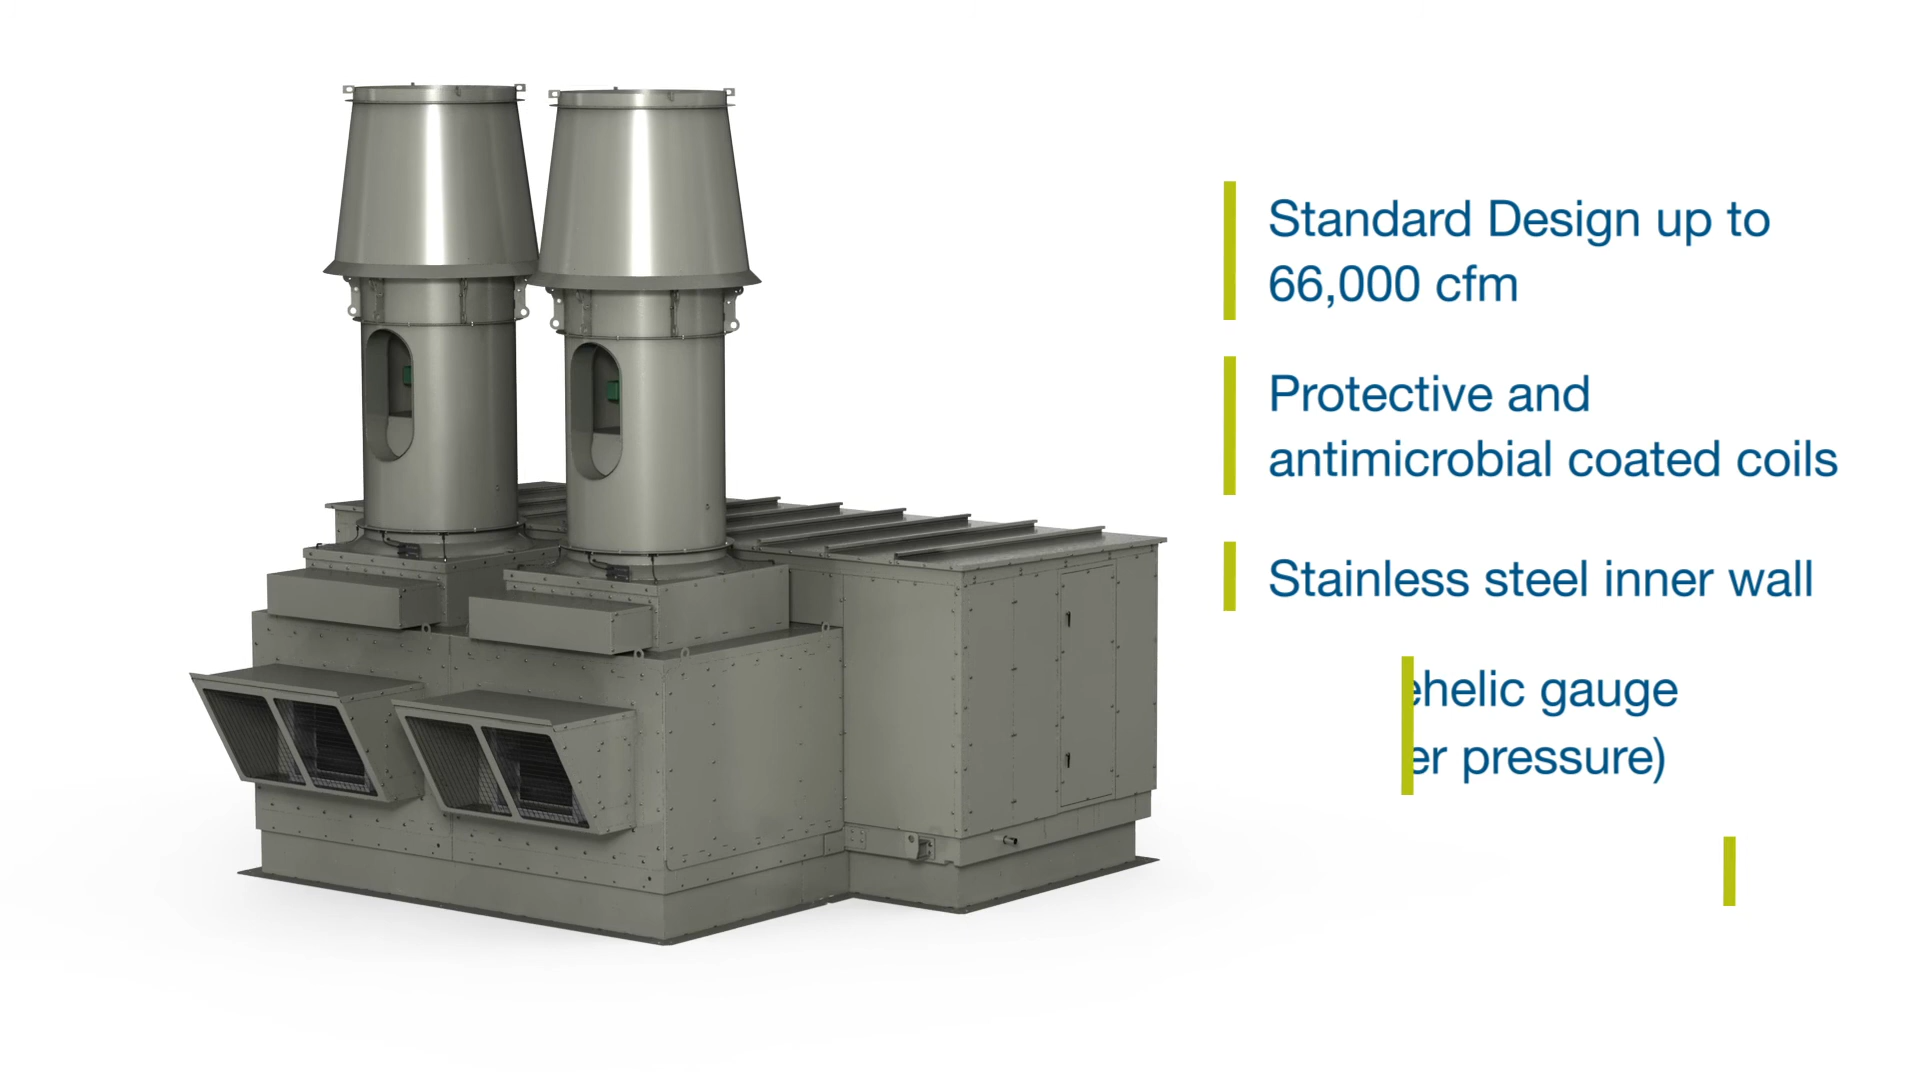 Standard Design up to
66,000 cfm
Protective and
antimicrobial coated coils
Stainless steel inner wall
ehelic gauge
er pressure)